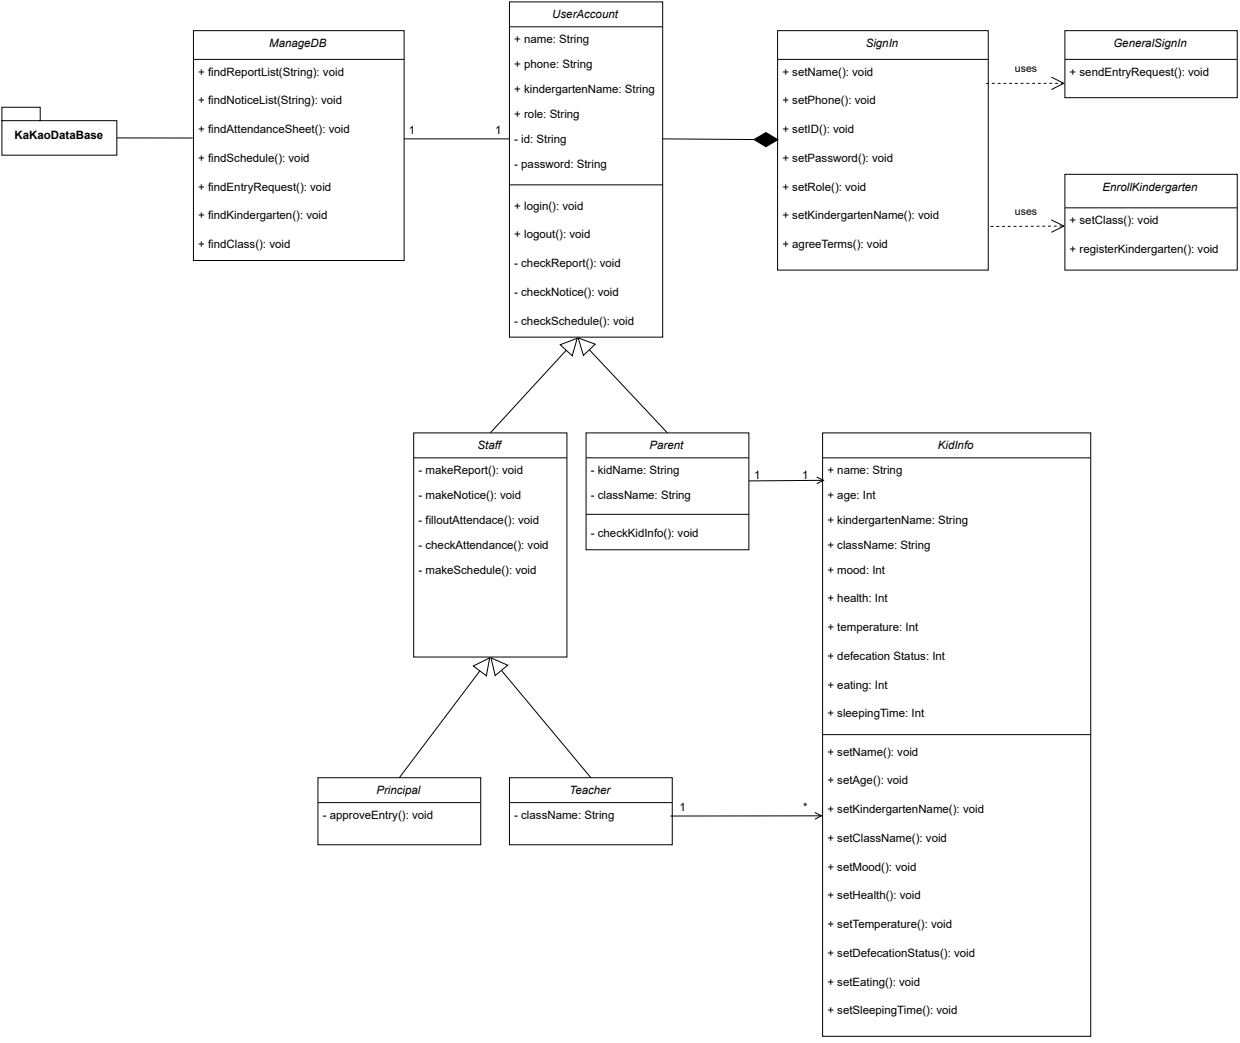 KaKaoDataBase
ManageDB
+ findReportList(String): void
+ findNoticeList(String): void
+ findAttendanceSheet(): void
+ findSchedule(): void
+ findEntryRequest(): void
+ findKindergarten(): void
+ findClass(): void
1
1
UserAccount
+ name: String
+ phone: String
+ kindergartenName: String
+ role: String
- id: String
- password: String
+ login(): void
+ logout(): void
- checkReport(): void
- checkNotice(): void
- checkSchedule(): void
SignIn
+ setName(): void
+ setPhone(): void
+ setID(): void
+ setPassword(): void
+ setRole(): void
+ setKindergartenName(): void
+ agreeTerms(): void
uses
GeneralSignIn
+ sendEntryRequest(): void
uses
EnrollKindergarten
+ setClass(): void
+ registerKindergarten(): void
Staff
- makeReport(): void
- makeNotice(): void
- filloutAttendace(): void
- checkAttendance(): void
- makeSchedule(): void
Parent
- kidName: String
- className: String
- checkKidInfo(): void
1
1
KidInfo
+ name: String
+ age: Int
+ kindergartenName: String
+ className: String
+ mood: Int
+ health: Int
+ temperature: Int
+ defecation Status: Int
+ eating: Int
+ sleepingTime: Int
+ setName(): void
+ setAge(): void
+ setKindergartenName(): void
+ setClassName(): void
+ setMood(): void
+ setHealth(): void
+ setTemperature(): void
+ setDefecationStatus(): void
+ setEating(): void
+ setSleepingTime(): void
Principal
- approveEntry(): void
Teacher
- className: String
1
*